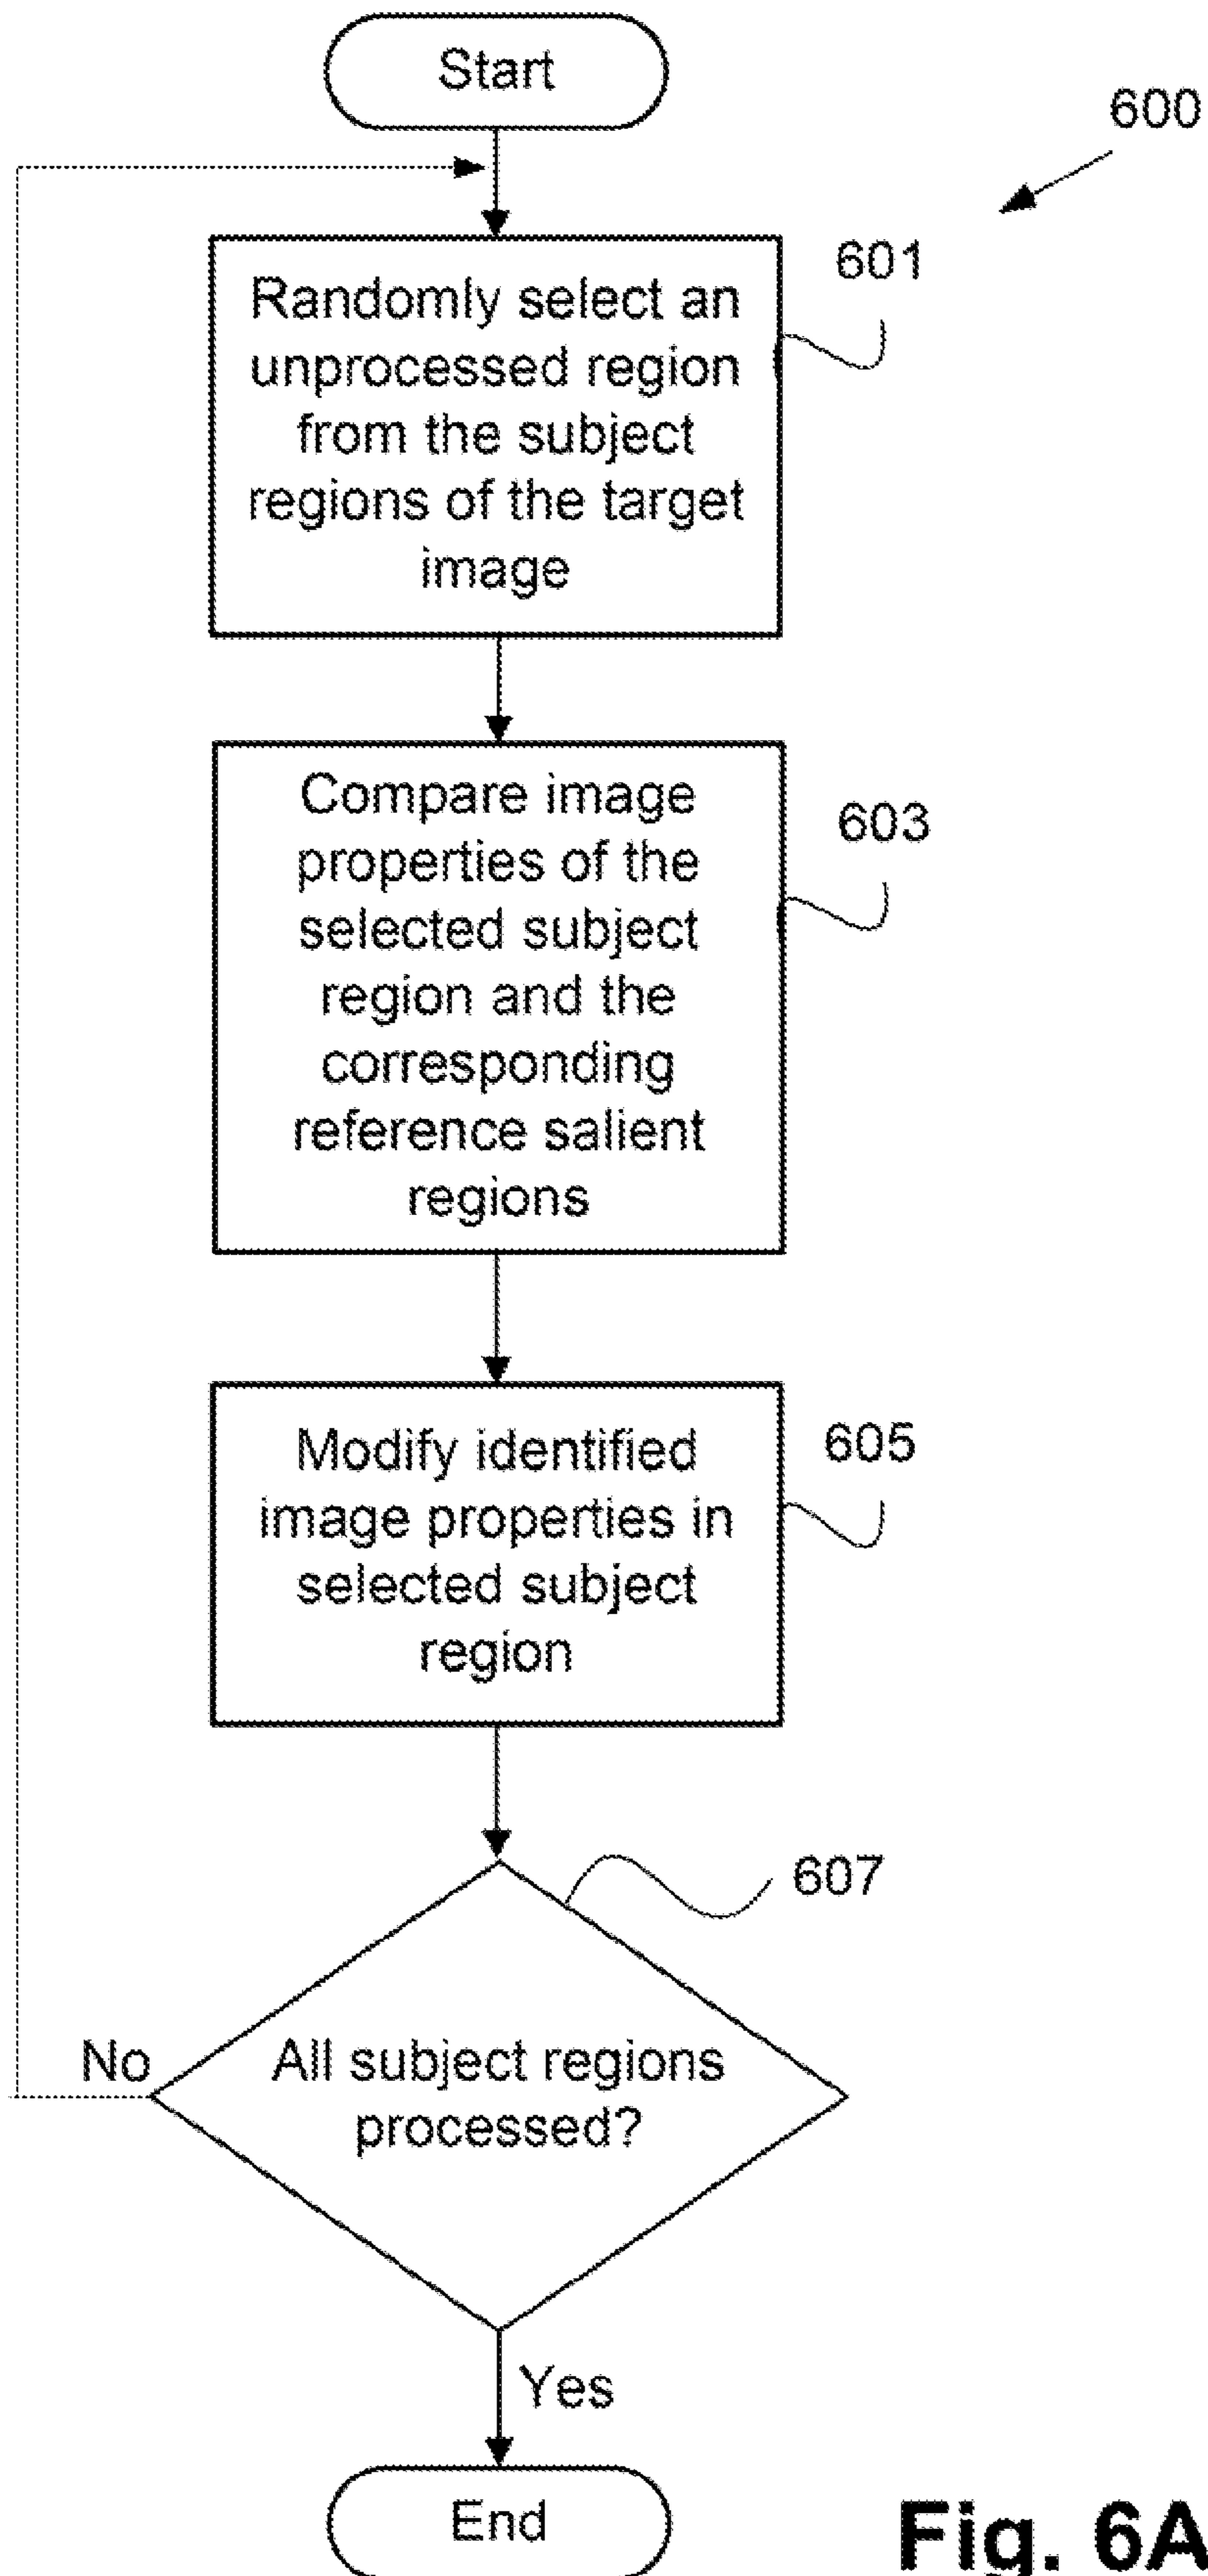 Start
600
601
Randomly select an
unprocessed region
from the subject
regions of the target
image
603
Compare image
properties of the
selected subject
region and the
corresponding
reference salient
regions
605
Modify identified
image properties in
selected subject
region
607
No
All subject regions
processed?
Yes
End
Fig. 6A